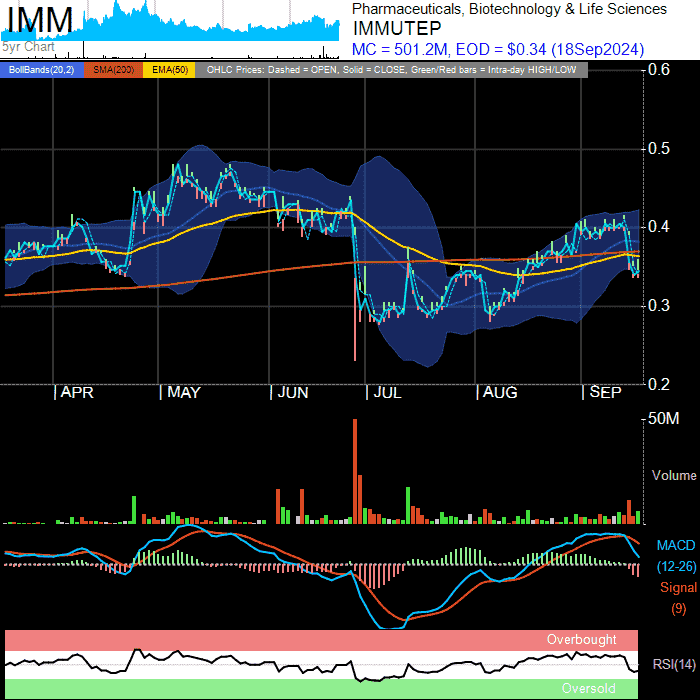 IMM
5yr Chart
Pharmaceuticals, Biotechnology & Life Sciences
IMMUTEP
MC = 501.2M, EOD = $0.34 (18Sep2024)
BollBands(20,2) SMA(200) EMA(50) OHLC Prices: Dashed = OPEN, Solid = CLOSE, Green/Red bars = Intra-day HIGH/LOW
0.6
0.5
0.4
0.3
0.2
APR MAY JUN JUL AUG SEP
50M
Volume
MACD
(12-26)
Signal
(9)
Overbought
RSI(14)
Oversold